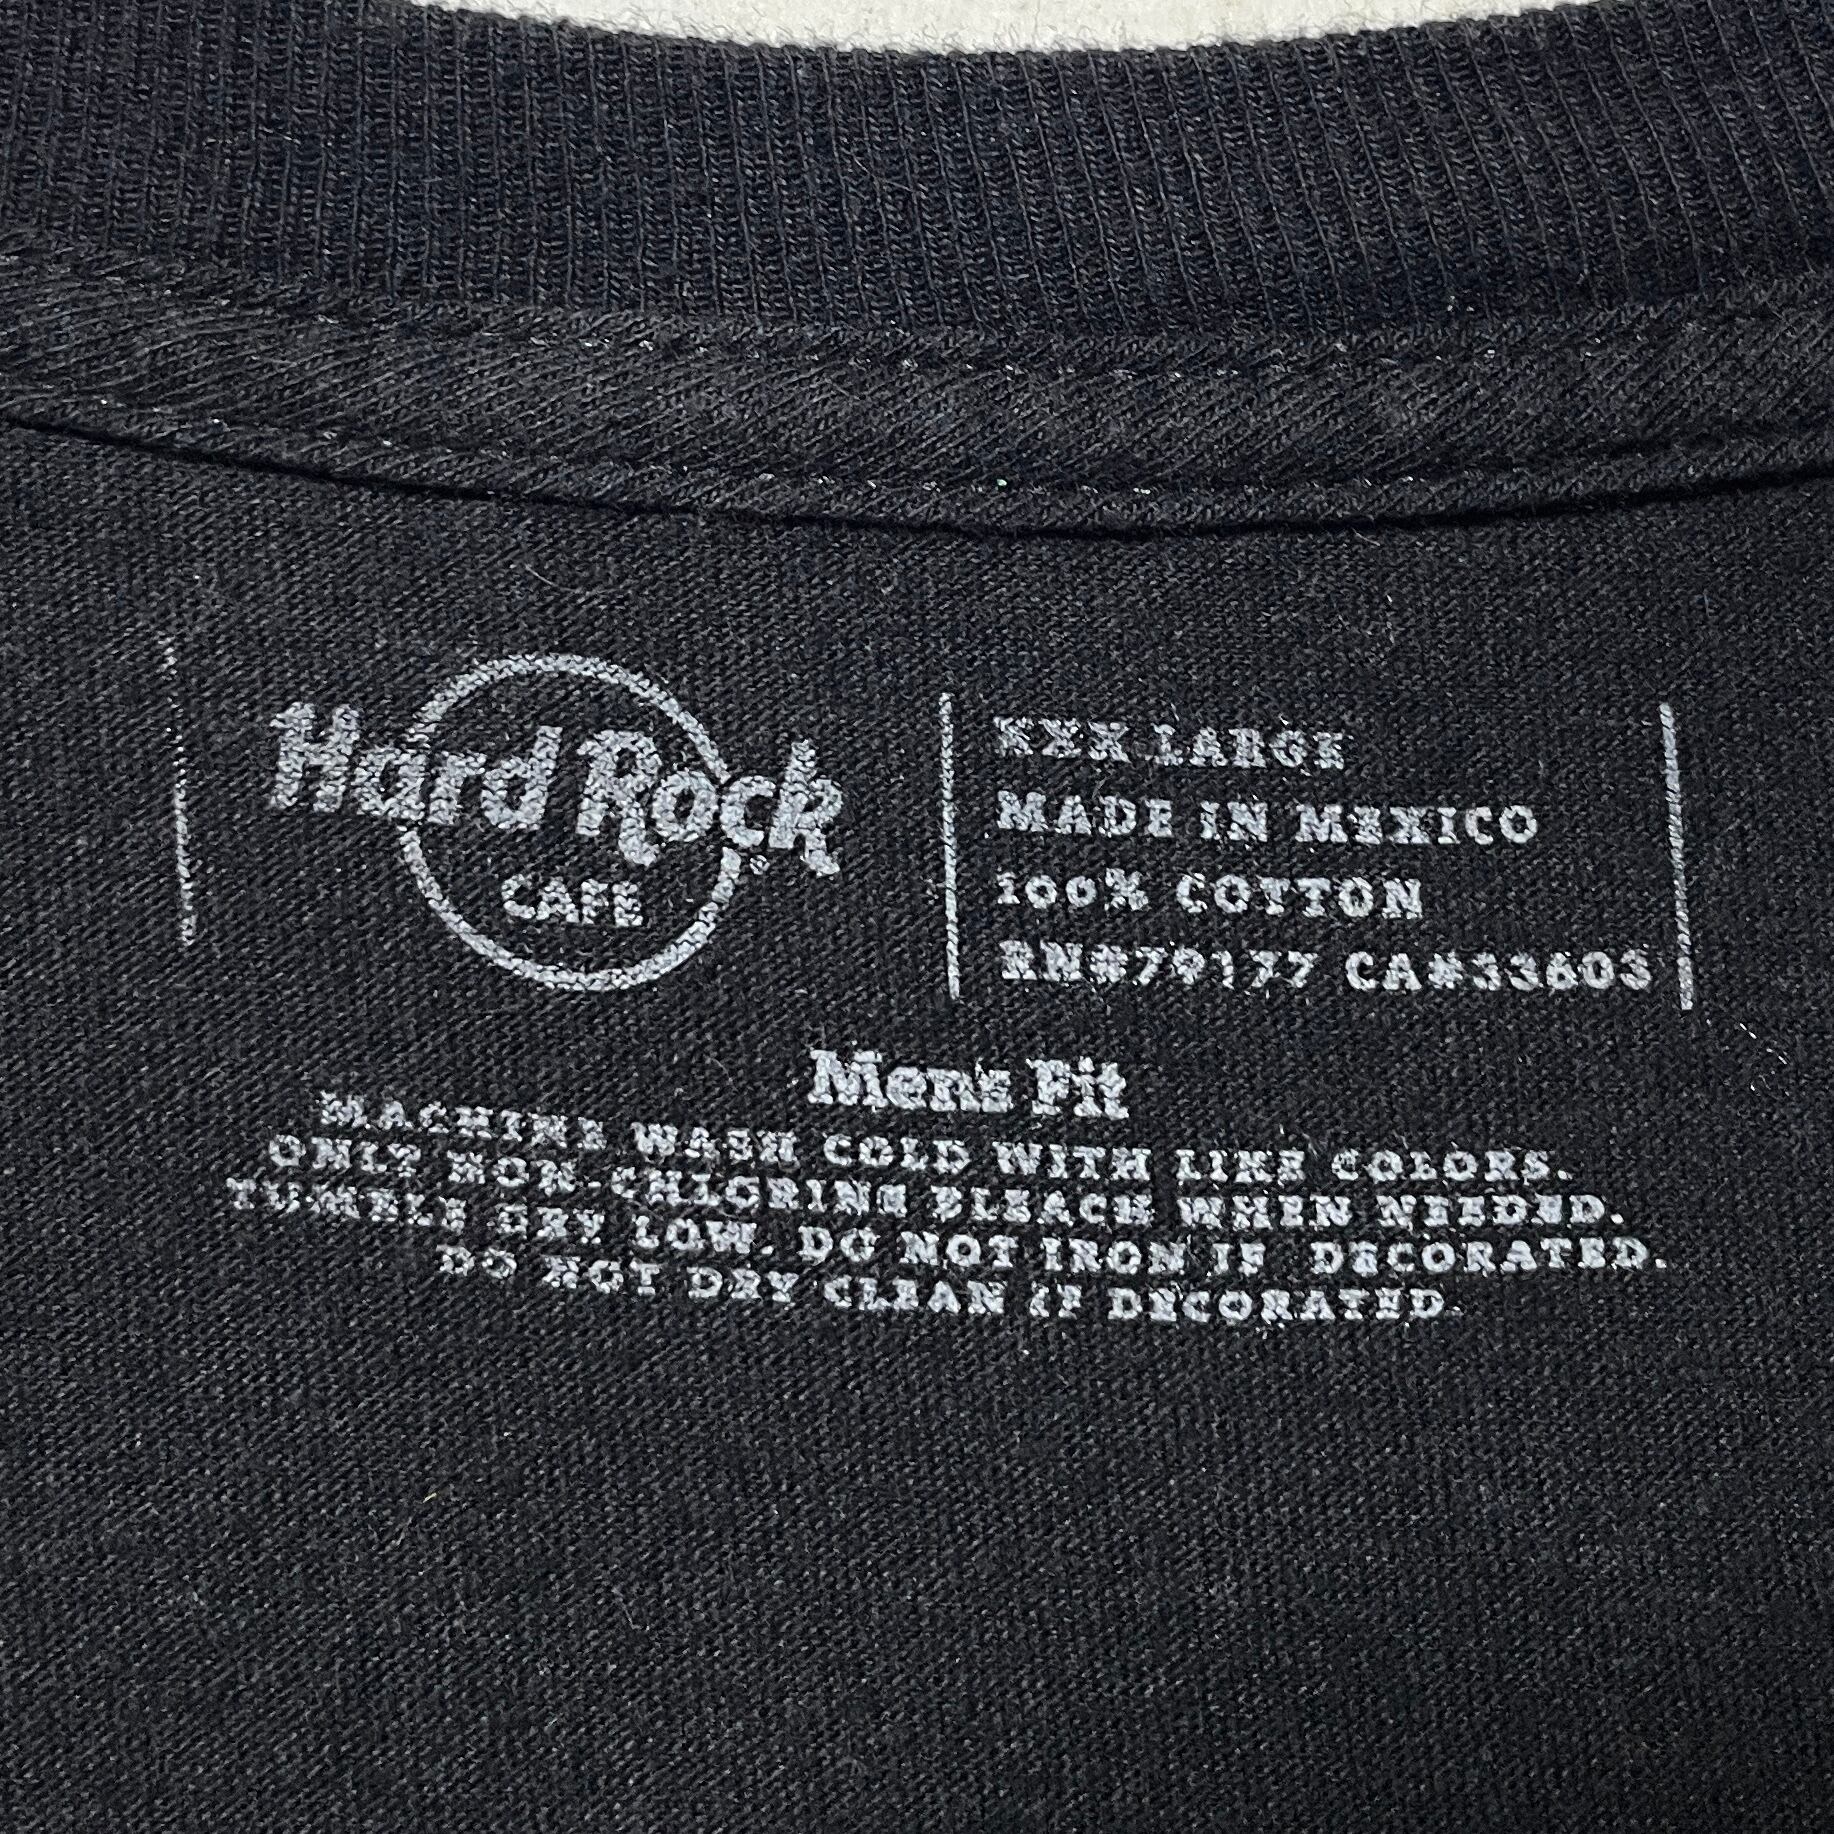 Hard Rock
CAFE
XXX-LARGE
MADE IN MEXICO
100% COTTON
RN#79177 CA#33603
Mens Fit
MACHINE WASH COLD WITH LIKE COLORS.
ONLY NON-CHLORINE BLEACH WHEN NEEDED.
TUMBLE DRY LOW. DO NOT IRON IF DECORATED.
DO NOT DRY CLEAN IF DECORATED.